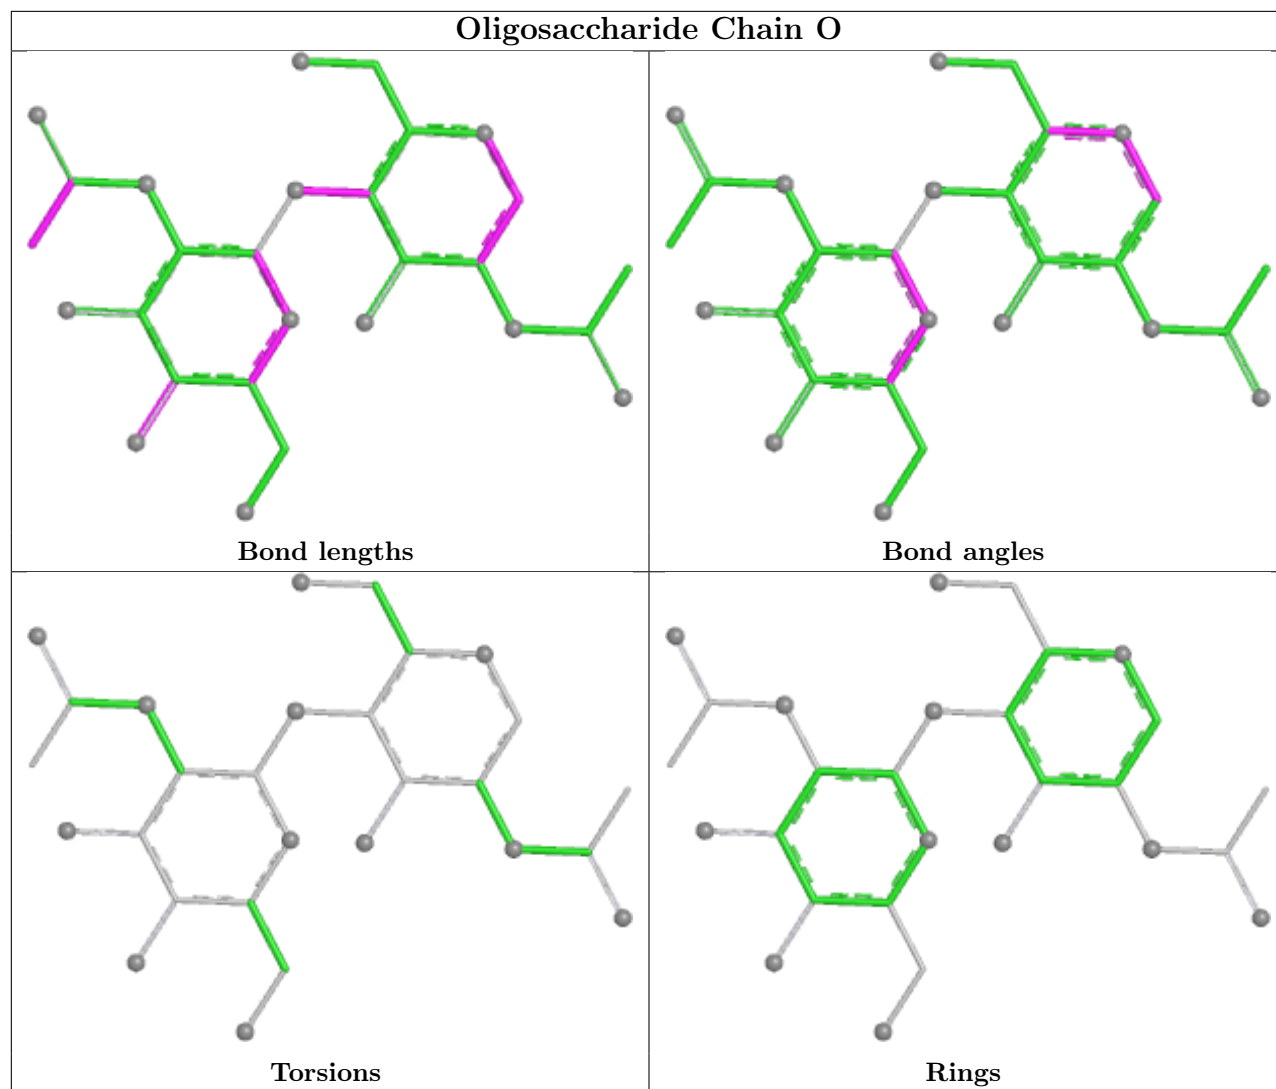 Oligosaccharide Chain O
Bond lengths
Bond angles
Torsions
Rings